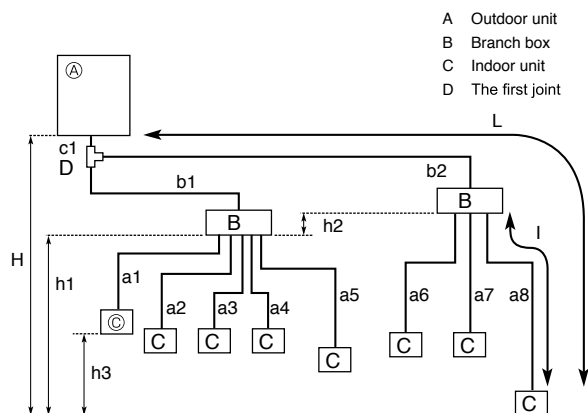 A Outdoor unit
B Branch box
C Indoor unit
D The first joint
A
L
c1
D
b2
b1
B
B
h2
l
H
h1
a1
a2
a3
a4
a5
a6
a7
a8
C
C
C
C
C
C
C
h3
C